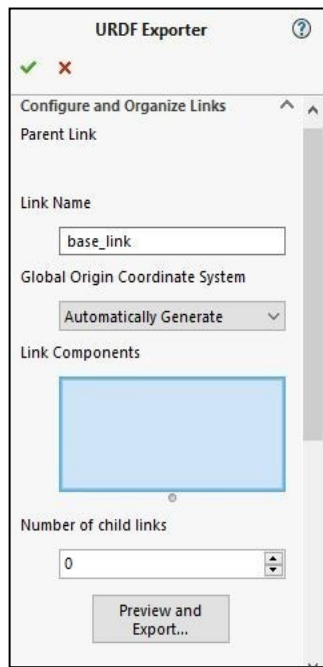 URDF Exporter
Configure and Organize Links
Parent Link
Link Name
base_link
Global Origin Coordinate System
Automatically Generate
Link Components
Number of child links
0
Preview and
Export...